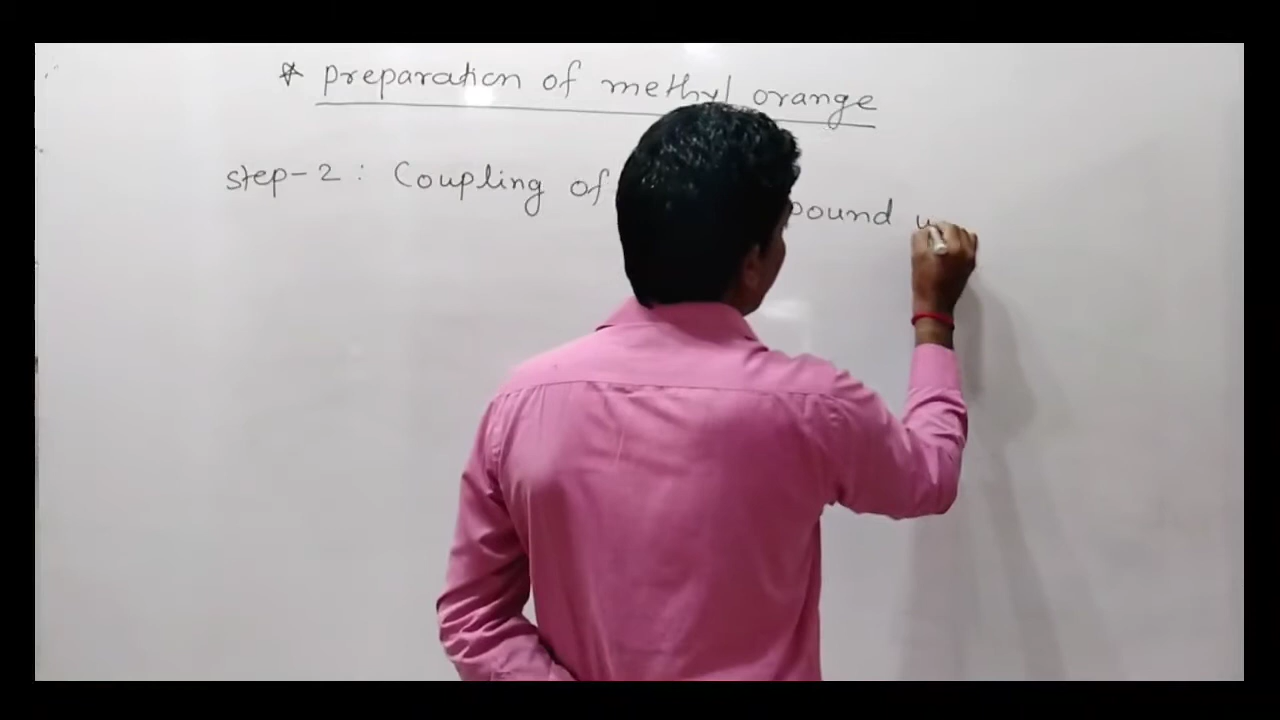 * preparation of methyl orange
step-2 : Coupling of pound